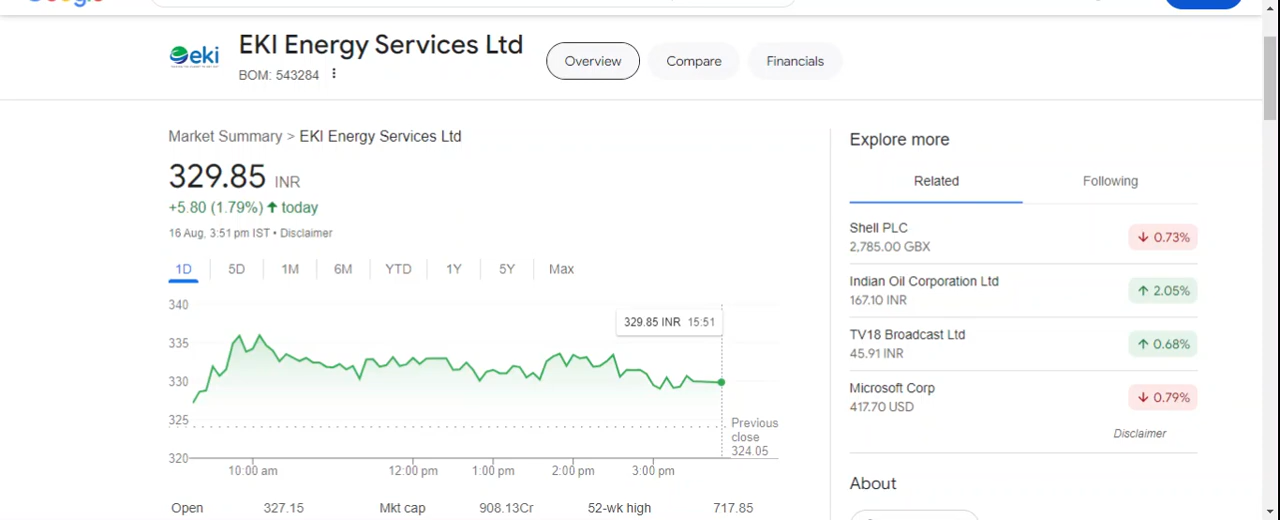 eki
EKI Energy Services Ltd
BOM: 543284
Overview
Compare
Financials
Market Summary > EKI Energy Services Ltd
329.85 INR
+5.80 (1.79%) ↑ today
16 Aug, 3:51 pm IST • Disclaimer
1D 5D 1M 6M YTD 1Y 5Y Max
340
335
330
325
320
329.85 INR 15:51
Previous
close
324.05
10:00 am 12:00 pm 1:00 pm 2:00 pm 3:00 pm
Open 327.15 Mkt cap 908.13Cr 52-wk high 717.85
Explore more
Related Following
Shell PLC
2,785.00 GBX
↓ 0.73%
Indian Oil Corporation Ltd
167.10 INR
↑ 2.05%
TV18 Broadcast Ltd
45.91 INR
↑ 0.68%
Microsoft Corp
417.70 USD
↓ 0.79%
Disclaimer
About